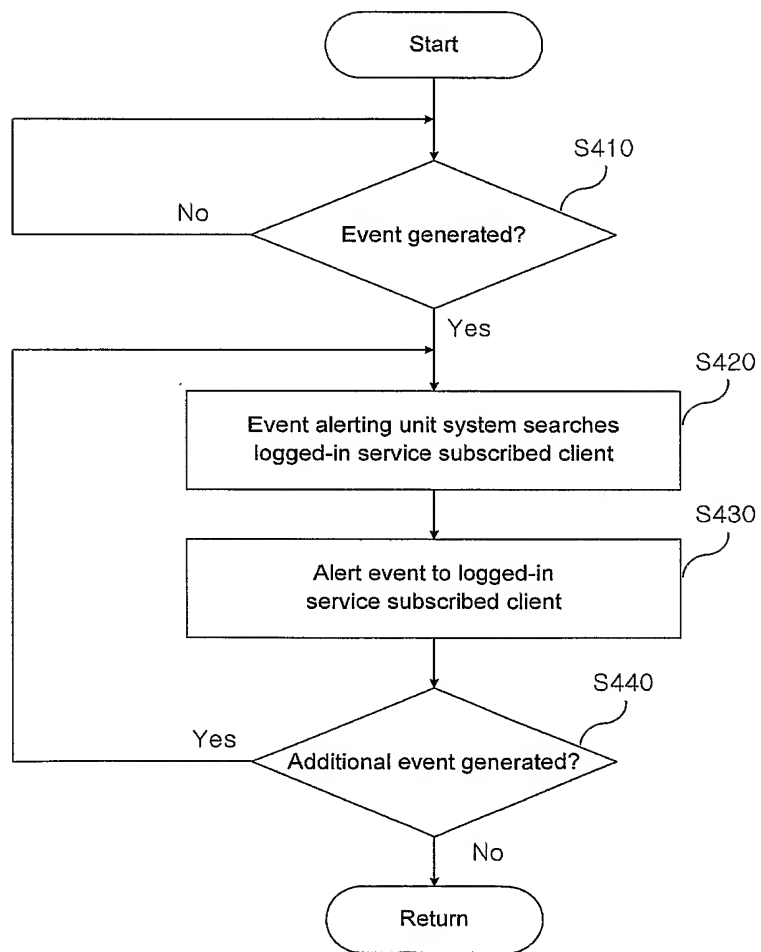 Start
S410
No
Event generated?
Yes
S420
Event alerting unit system searches
logged-in service subscribed client
S430
Alert event to logged-in
service subscribed client
S440
Yes
Additional event generated?
No
Return